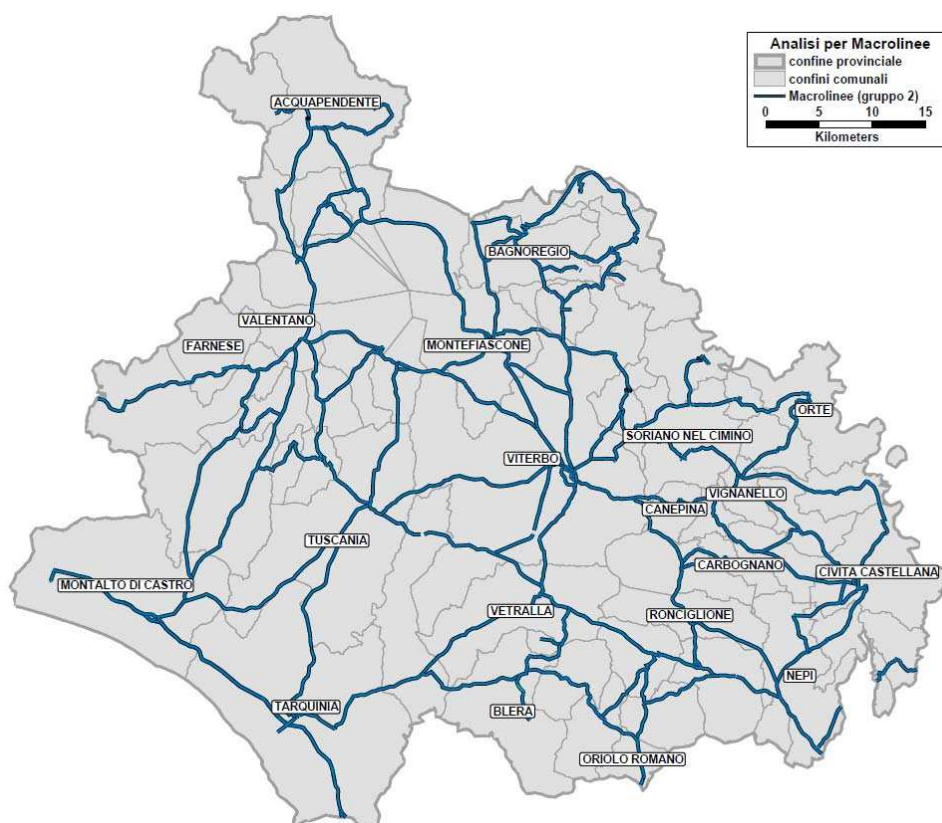 Analisi per Macrolinee
confine provinciale
confini comunali
Macrolinee (gruppo 2)
0 5 10 15
Kilometers
ACQUAPENDENTE
BAGNOREGIO
VALENTANO
FARNESE
MONTEFIASCONE
ORTE
SORIANO NEL CIMINO
VITERBO
VIGNANELLO
CANEPINA
TUSCANIA
CARBOGNANO
CIVITA CASTELLANA
MONTALTO DI CASTRO
VETRALLA
RONCIGLIONE
NEPI
TARQUINIA
BLERA
ORIOLO ROMANO